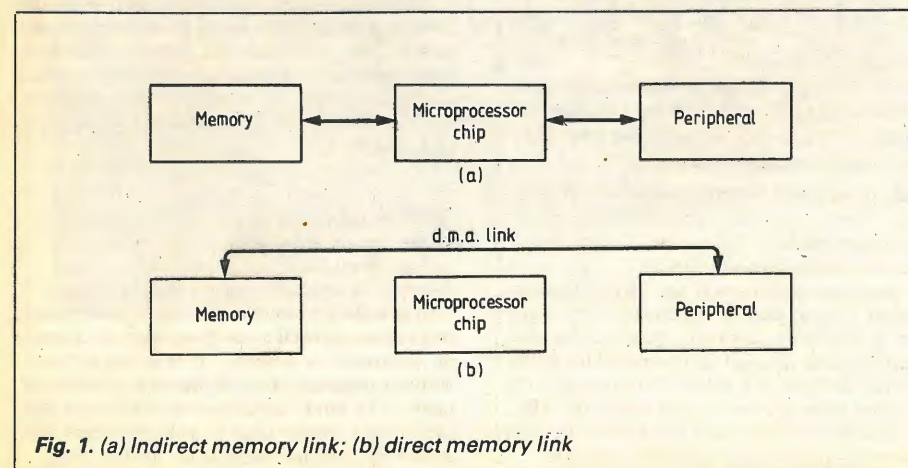 Memory
Microprocessor
chip
Peripheral
(a)
d.m.a. link
Memory
Microprocessor
chip
Peripheral
(b)
Fig. 1. (a) Indirect memory link; (b) direct memory link